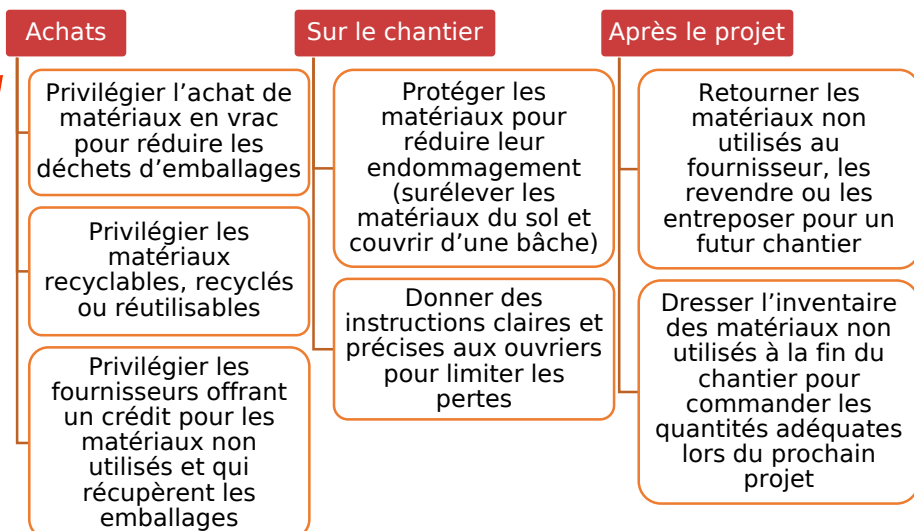 Achats
Privilégier l’achat de
matériaux en vrac
pour réduire les
déchets d’emballages
Privilégier les
matériaux
recyclables, recyclés
ou réutilisables
Privilégier les
fournisseurs offrant
un crédit pour les
matériaux non
utilisés et qui
récupèrent les
emballages
Sur le chantier
Protéger les
matériaux pour
réduire leur
endommagement
(surélever les
matériaux du sol et
couvrir d’une bâche)
Donner des
instructions claires et
précises aux ouvriers
pour limiter les
pertes
Après le projet
Retourner les
matériaux non
utilisés au
fournisseur, les
revendre ou les
entreposer pour un
futur chantier
Dresser l’inventaire
des matériaux non
utilisés à la fin du
chantier pour
commander les
quantités adéquates
lors du prochain
projet